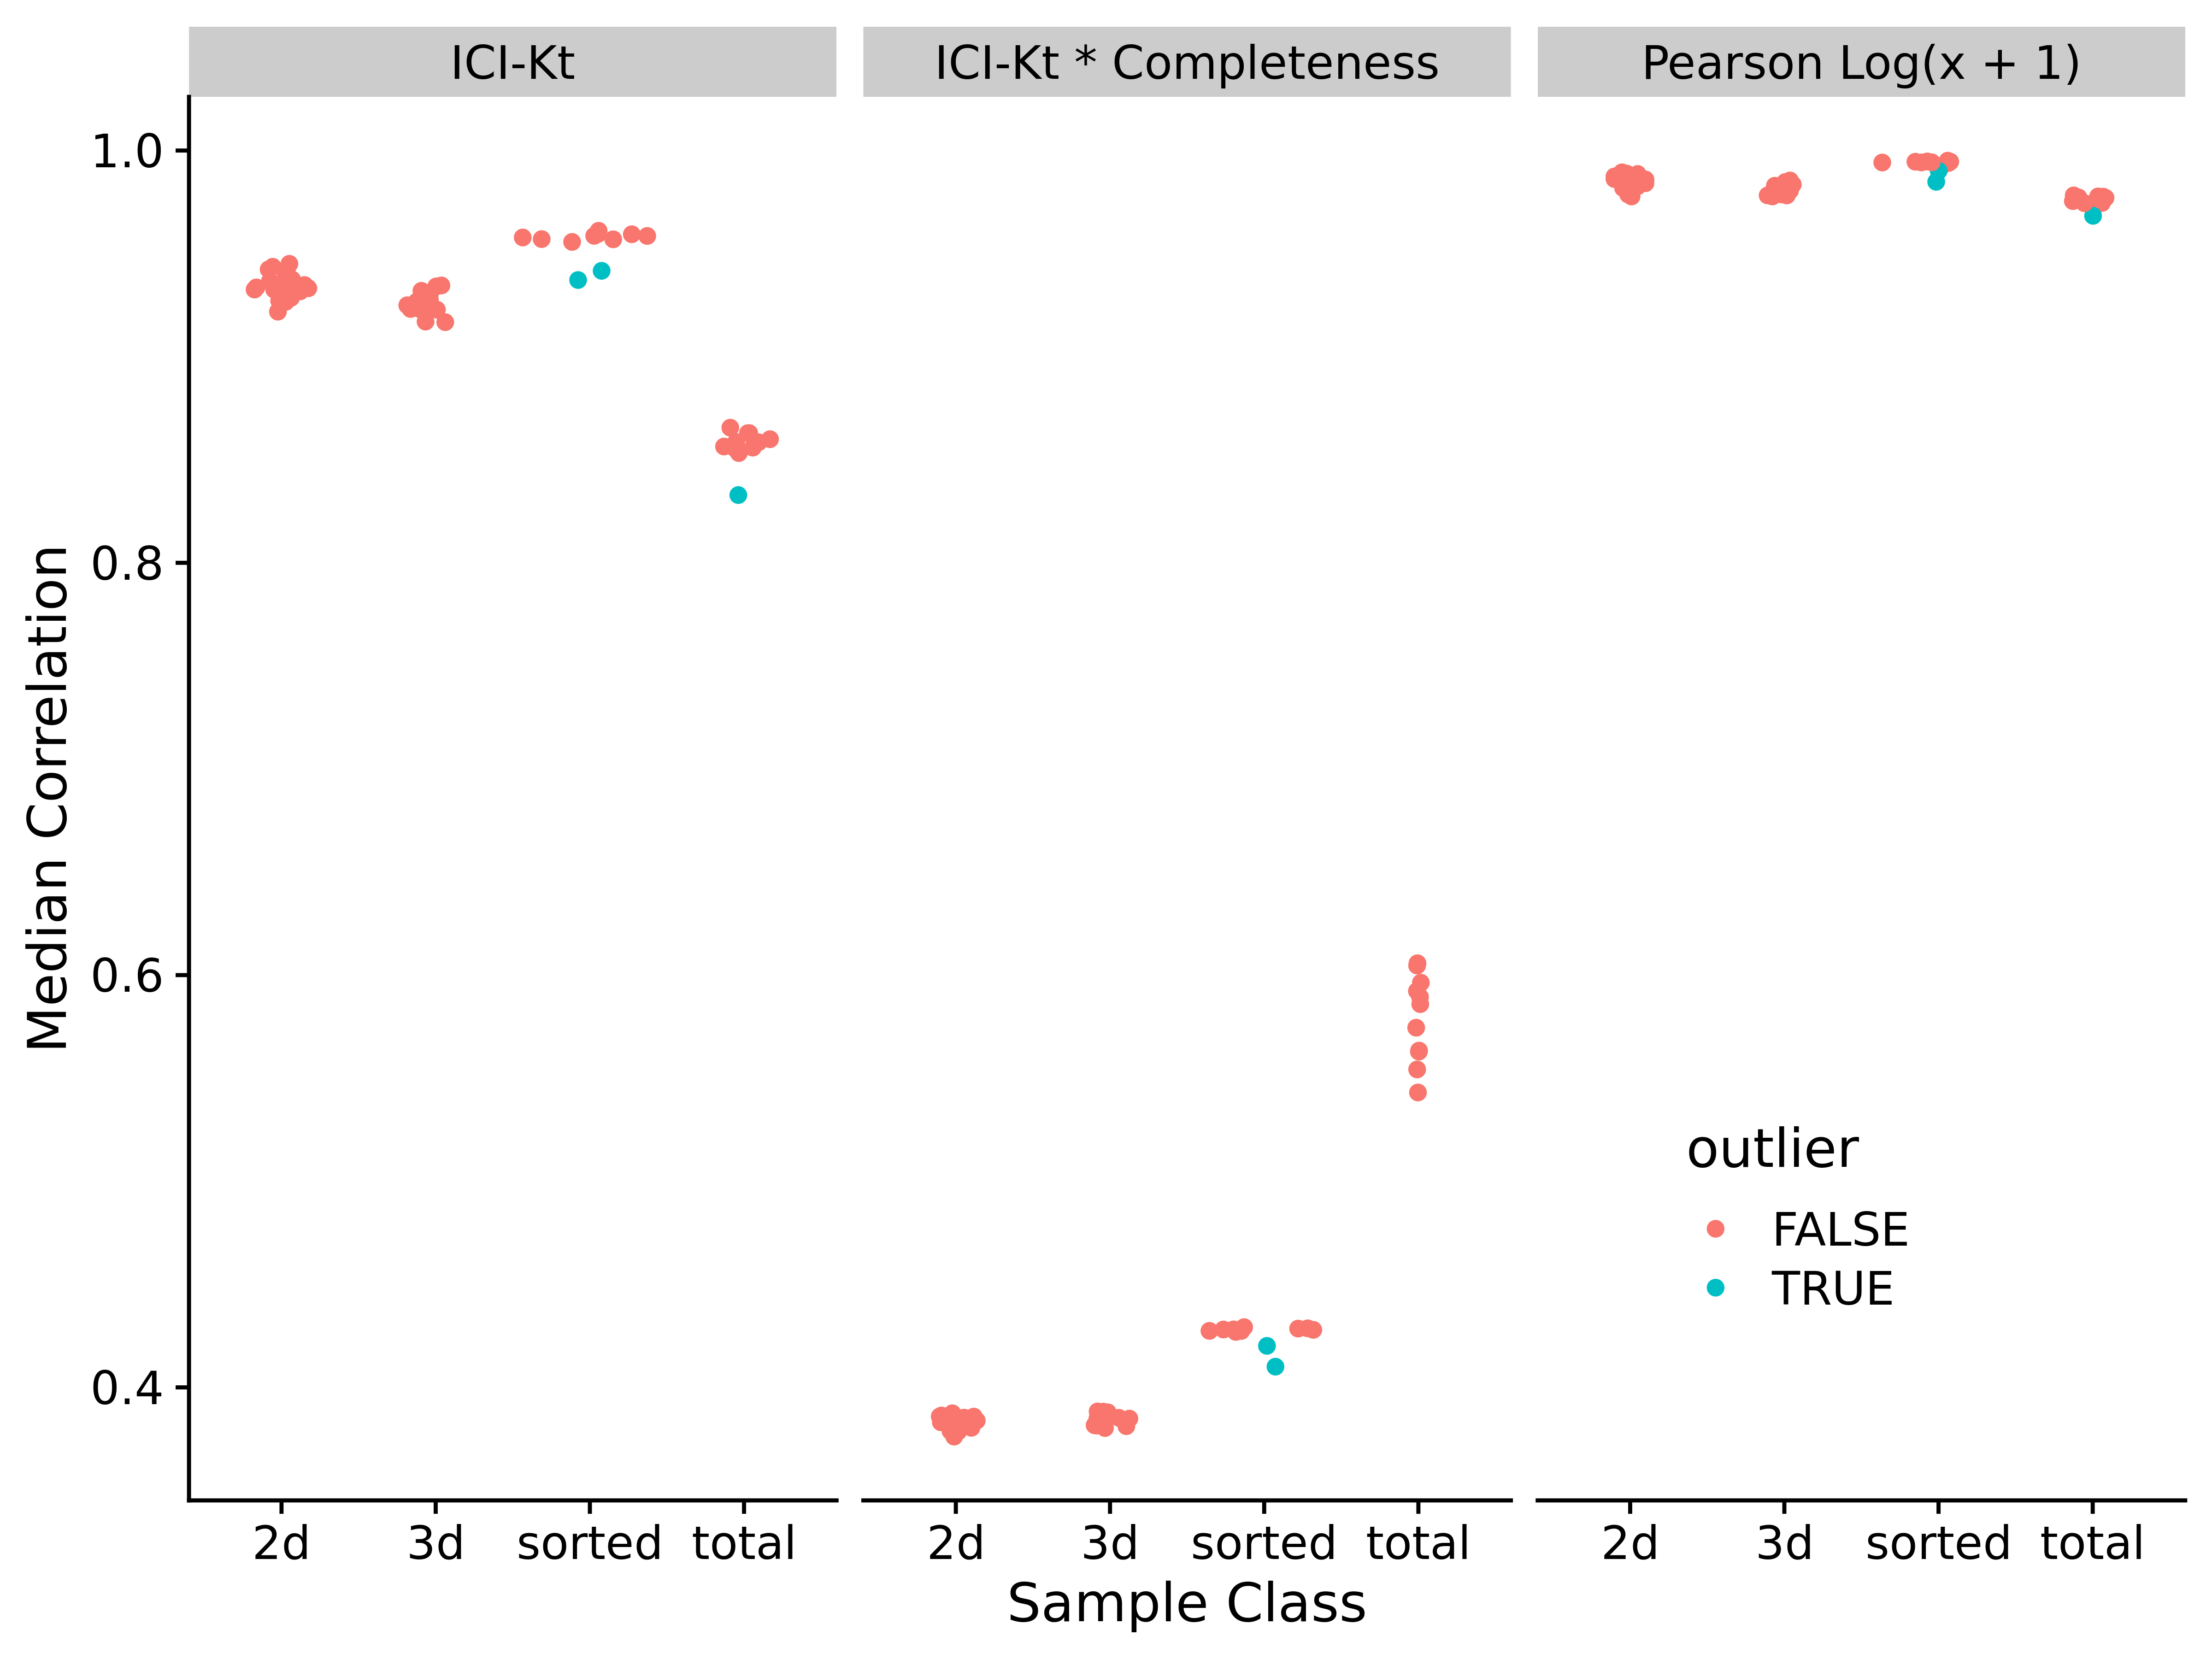 ICI-Kt
ICI-Kt * Completeness
Pearson Log(x + 1)
Median Correlation
1.0
0.8
0.6
0.4
outlier
FALSE
TRUE
2d 3d sorted total
2d 3d sorted total
2d 3d sorted total
Sample Class